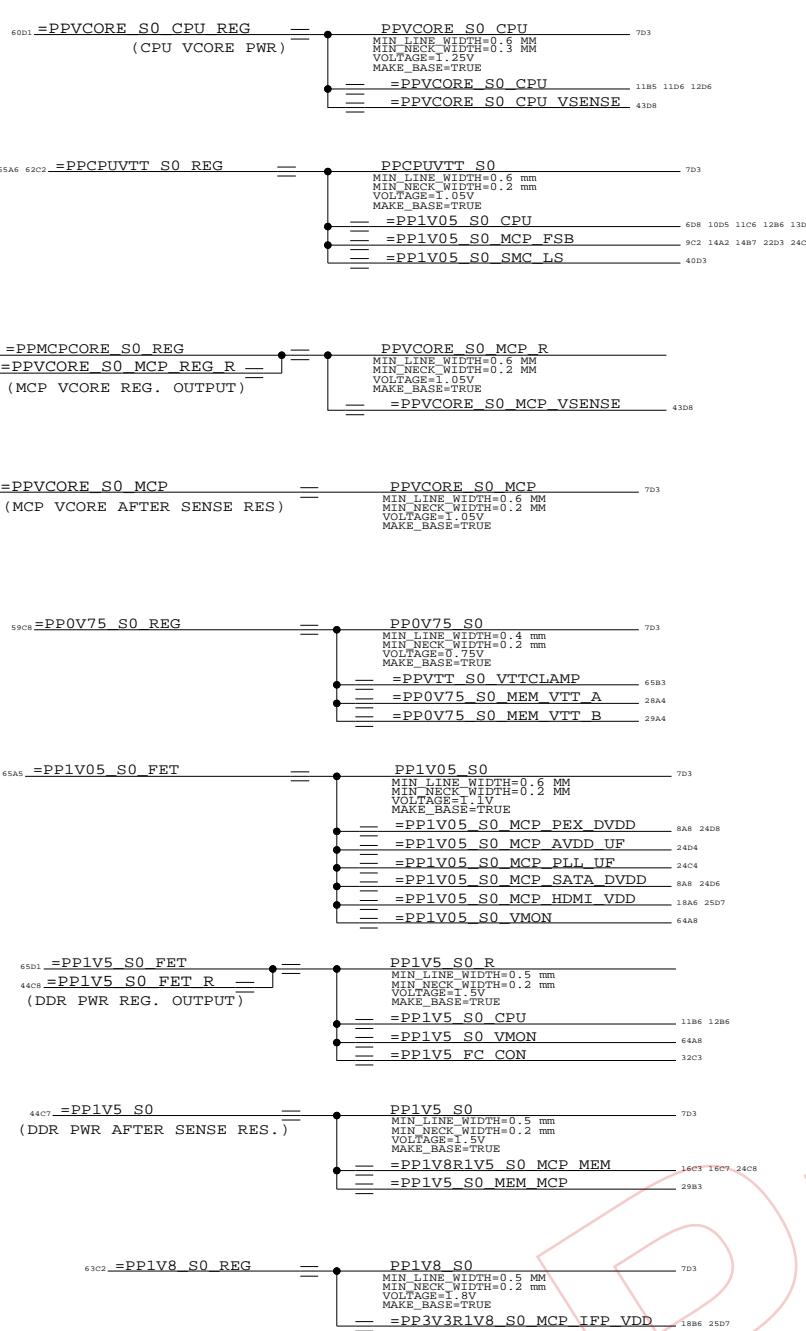 60D1 =PPVCORE_S0_CPU_REG PPVCORE_S0_CPU 7D3
(CPU VCORE PWR) MIN_LINE_WIDTH=0.6 MM
MIN_NECK_WIDTH=0.3 MM
VOLTAGE=1.25V
MAKE_BASE=TRUE
=PPVCORE_S0_CPU 11B5 11D6 12D6
=PPVCORE_S0_CPU_VSENSE 43D8
55A6 62C2 =PPCPUVTT_S0_REG PPCPUVTT_S0 7D3
MIN_LINE_WIDTH=0.6 mm
MIN_NECK_WIDTH=0.2 mm
VOLTAGE=1.05V
MAKE_BASE=TRUE
=PP1V05_S0_CPU 6D8 10D5 11C6 12B6 13D
=PP1V05_S0_MCP_FSB 9C2 14A2 14B7 22D3 24C
=PP1V05_S0_SMC_LS 40D3
=PPMCPCORE_S0_REG PPVCORE_S0_MCP_R
=PPVCORE_S0_MCP_REG_R MIN_LINE_WIDTH=0.6 MM
MIN_NECK_WIDTH=0.2 MM
(MCP VCORE REG. OUTPUT) VOLTAGE=1.05V
MAKE_BASE=TRUE
=PPVCORE_S0_MCP_VSENSE 43D8
=PPVCORE_S0_MCP PPVCORE_S0_MCP 7D3
(MCP VCORE AFTER SENSE RES) MIN_LINE_WIDTH=0.6 MM
MIN_NECK_WIDTH=0.2 MM
VOLTAGE=1.05V
MAKE_BASE=TRUE
59C8 =PP0V75_S0_REG PP0V75_S0 7D3
MIN_LINE_WIDTH=0.4 mm
MIN_NECK_WIDTH=0.2 mm
VOLTAGE=0.75V
MAKE_BASE=TRUE
=PPVTT_S0_VTTCLAMP 65B3
=PP0V75_S0_MEM_VTT_A 28A4
=PP0V75_S0_MEM_VTT_B 29A4
65A5 =PP1V05_S0_FET PP1V05_S0 7D3
MIN_LINE_WIDTH=0.6 MM
MIN_NECK_WIDTH=0.2 MM
VOLTAGE=1.1V
MAKE_BASE=TRUE
=PP1V05_S0_MCP_PEX_DVDD 8A8 24D8
=PP1V05_S0_MCP_AVDD_UF 24D4
=PP1V05_S0_MCP_PLL_UF 24C4
=PP1V05_S0_MCP_SATA_DVDD 8A8 24D6
=PP1V05_S0_MCP_HDMI_VDD 18A6 25D7
=PP1V05_S0_VMON 64A8
65D1 =PP1V5_S0_FET PP1V5_S0_R
44C8 =PP1V5_S0_FET_R MIN_LINE_WIDTH=0.5 mm
MIN_NECK_WIDTH=0.2 mm
(DDR PWR REG. OUTPUT) VOLTAGE=1.5V
MAKE_BASE=TRUE
=PP1V5_S0_CPU 11B6 12B6
=PP1V5_S0_VMON 64A8
=PP1V5_FC_CON 32C3
44C7 =PP1V5_S0 PP1V5_S0 7D3
(DDR PWR AFTER SENSE RES.) MIN_LINE_WIDTH=0.5 mm
MIN_NECK_WIDTH=0.2 mm
VOLTAGE=1.5V
MAKE_BASE=TRUE
=PP1V8R1V5_S0_MCP_MEM 16C3 16C7 24C8
=PP1V5_S0_MEM_MCP 29B3
63C2 =PP1V8_S0_REG PP1V8_S0 7D3
MIN_LINE_WIDTH=0.5 MM
MIN_NECK_WIDTH=0.2 mm
VOLTAGE=1.8V
MAKE_BASE=TRUE
=PP3V3R1V8_S0_MCP_IFP_VDD 18B6 25D7